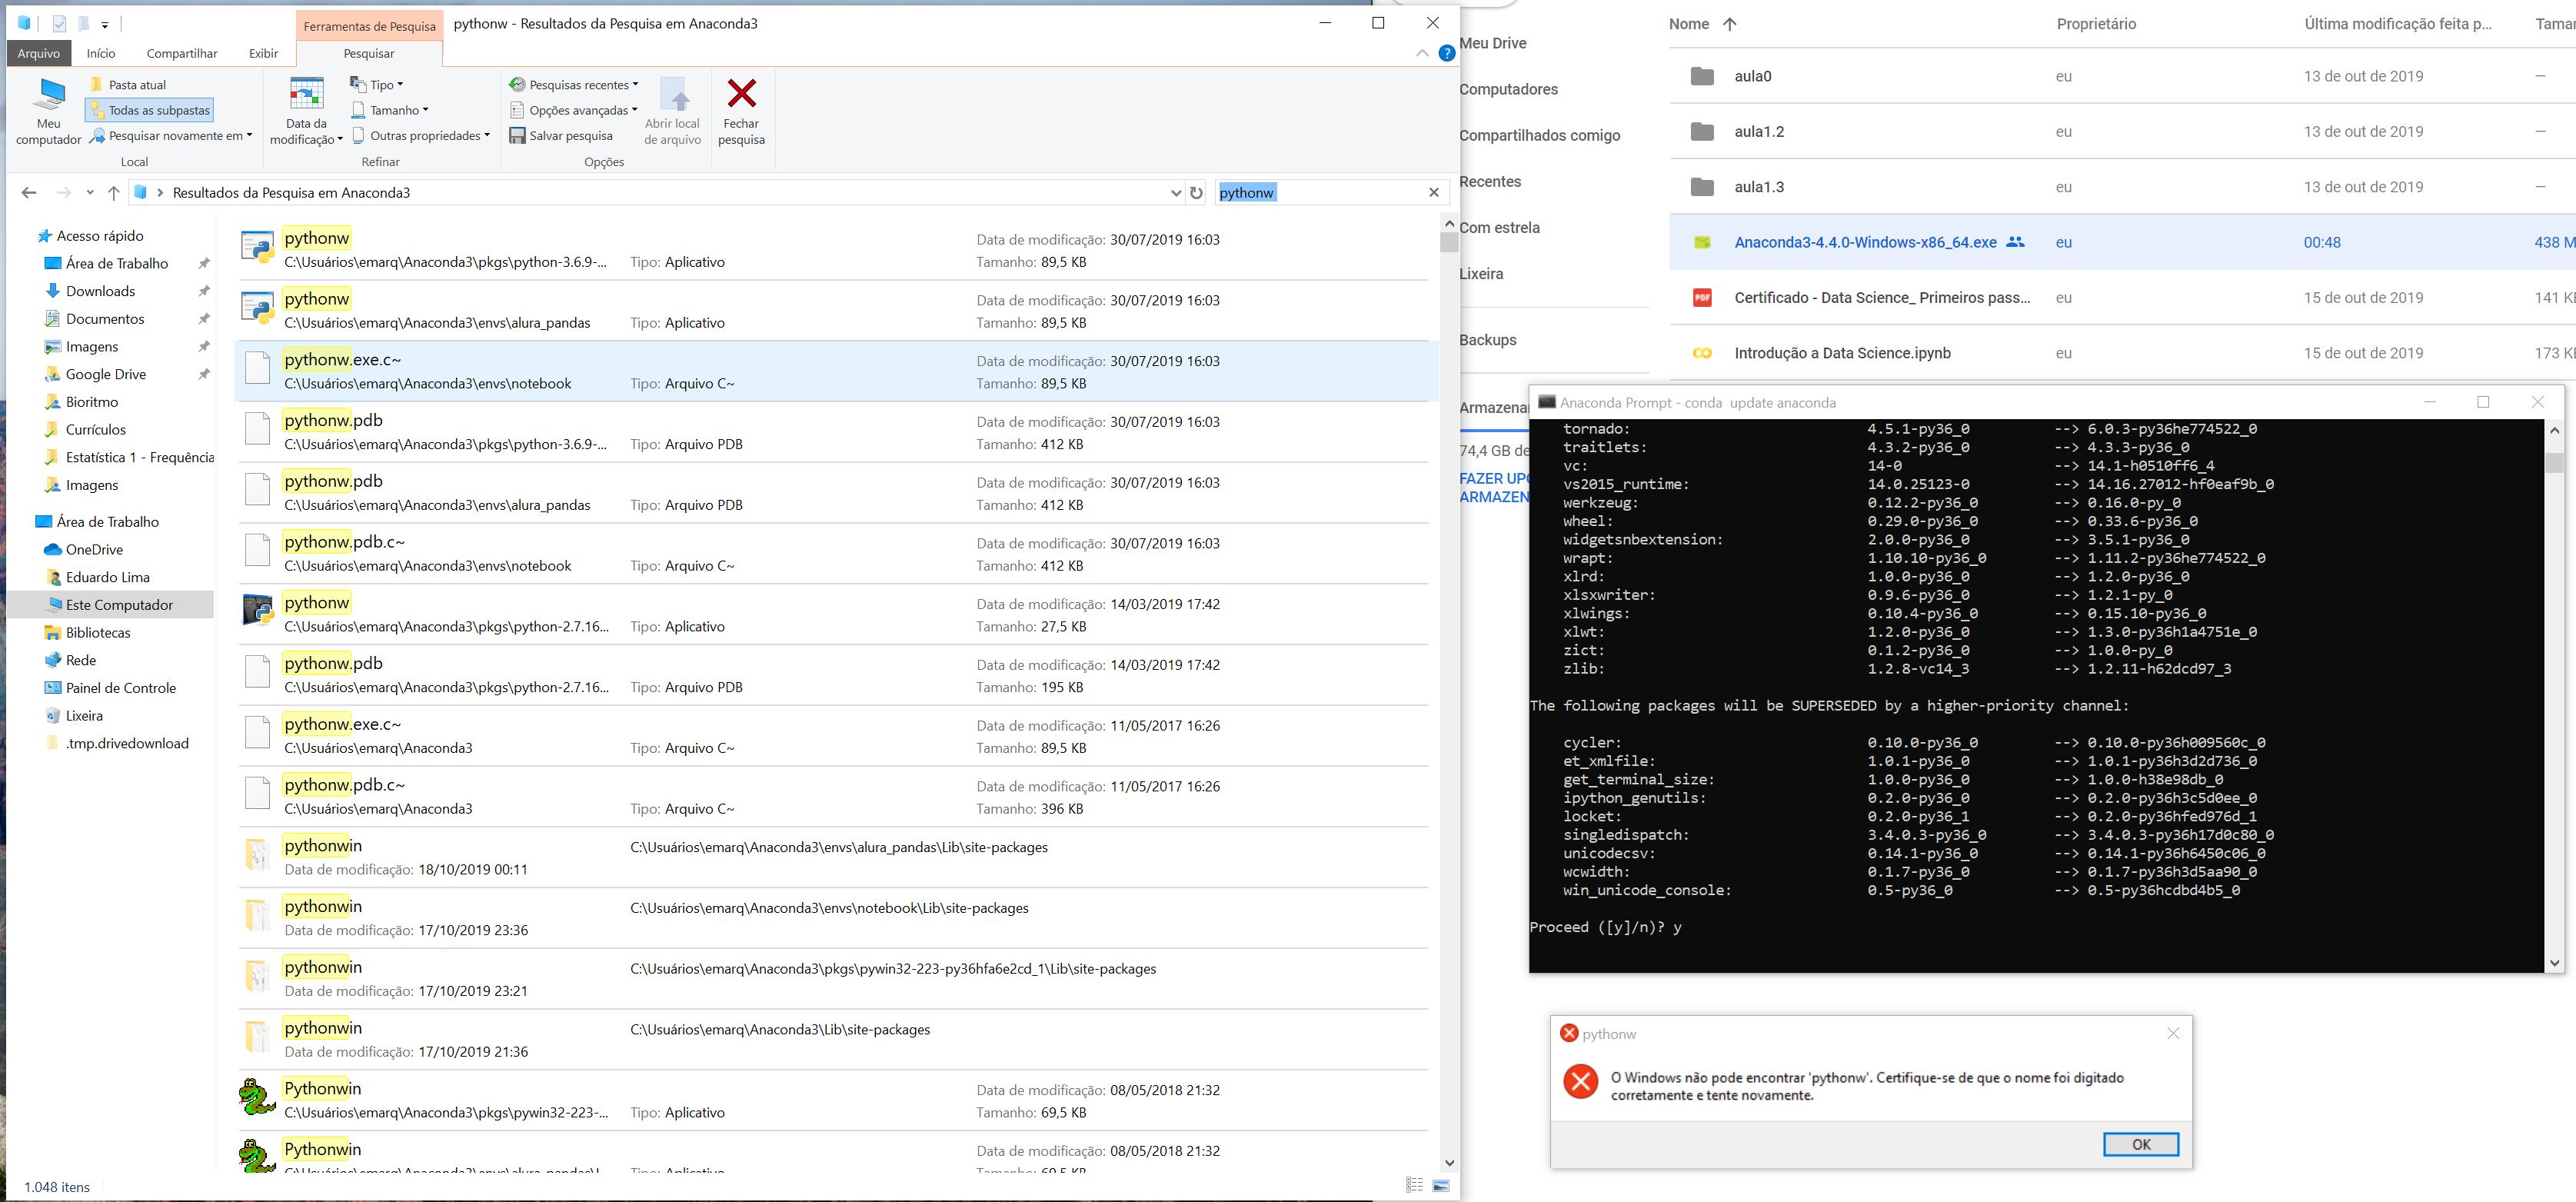 Ferramentas de Pesquisa
pythonw - Resultados da Pesquisa em Anaconda3
Arquivo
Início
Compartilhar
Exibir
Pesquisar
Meu computador
Pasta atual
Todas as subpastas
Pesquisar novamente em
Local
Data da modificação
Tipo
Tamanho
Outras propriedades
Refinar
Pesquisas recentes
Opções avançadas
Salvar pesquisa
Abrir local de arquivo
Opções
Fechar pesquisa
Resultados da Pesquisa em Anaconda3
pythonw
Acesso rápido
Área de Trabalho
Downloads
Documentos
Imagens
Google Drive
Bioritmo
Currículos
Estatística 1 - Frequência
Imagens
Área de Trabalho
OneDrive
Eduardo Lima
Este Computador
Bibliotecas
Rede
Painel de Controle
Lixeira
.tmp.drivedownload
pythonw Data de modificação: 30/07/2019 16:03
C:\Usuários\emarq\Anaconda3\pkgs\python-3.6.9-... Tipo: Aplicativo Tamanho: 89,5 KB
pythonw Data de modificação: 30/07/2019 16:03
C:\Usuários\emarq\Anaconda3\envs\alura_pandas Tipo: Aplicativo Tamanho: 89,5 KB
pythonw.exe.c~ Data de modificação: 30/07/2019 16:03
C:\Usuários\emarq\Anaconda3\envs\notebook Tipo: Arquivo C~ Tamanho: 89,5 KB
pythonw.pdb Data de modificação: 30/07/2019 16:03
C:\Usuários\emarq\Anaconda3\pkgs\python-3.6.9-... Tipo: Arquivo PDB Tamanho: 412 KB
pythonw.pdb Data de modificação: 30/07/2019 16:03
C:\Usuários\emarq\Anaconda3\envs\alura_pandas Tipo: Arquivo PDB Tamanho: 412 KB
pythonw.pdb.c~ Data de modificação: 30/07/2019 16:03
C:\Usuários\emarq\Anaconda3\envs\notebook Tipo: Arquivo C~ Tamanho: 412 KB
pythonw Data de modificação: 14/03/2019 17:42
C:\Usuários\emarq\Anaconda3\pkgs\python-2.7.16... Tipo: Aplicativo Tamanho: 27,5 KB
pythonw.pdb Data de modificação: 14/03/2019 17:42
C:\Usuários\emarq\Anaconda3\pkgs\python-2.7.16... Tipo: Arquivo PDB Tamanho: 195 KB
pythonw.exe.c~ Data de modificação: 11/05/2017 16:26
C:\Usuários\emarq\Anaconda3 Tipo: Arquivo C~ Tamanho: 89,5 KB
pythonw.pdb.c~ Data de modificação: 11/05/2017 16:26
C:\Usuários\emarq\Anaconda3 Tipo: Arquivo C~ Tamanho: 396 KB
pythonwin C:\Usuários\emarq\Anaconda3\envs\alura_pandas\Lib\site-packages
Data de modificação: 18/10/2019 00:11
pythonwin C:\Usuários\emarq\Anaconda3\envs\notebook\Lib\site-packages
Data de modificação: 17/10/2019 23:36
pythonwin C:\Usuários\emarq\Anaconda3\pkgs\pywin32-223-py36hfa6e2cd_1\Lib\site-packages
Data de modificação: 17/10/2019 23:21
pythonwin C:\Usuários\emarq\Anaconda3\Lib\site-packages
Data de modificação: 17/10/2019 21:36
Pythonwin Data de modificação: 08/05/2018 21:32
C:\Usuários\emarq\Anaconda3\pkgs\pywin32-223-... Tipo: Aplicativo Tamanho: 69,5 KB
Pythonwin Data de modificação: 08/05/2018 21:32
1.048 itens
Meu Drive
Computadores
Compartilhados comigo
Recentes
Com estrela
Lixeira
Backups
Armazena
74,4 GB de
FAZER UPG
ARMAZEN
Nome Proprietário Última modificação feita p... Tamar
aula0 eu 13 de out de 2019 —
aula1.2 eu 13 de out de 2019 —
aula1.3 eu 13 de out de 2019 —
Anaconda3-4.4.0-Windows-x86_64.exe eu 00:48 438 M
PDF Certificado - Data Science_ Primeiros pass... eu 15 de out de 2019 141 K
Introdução a Data Science.ipynb eu 15 de out de 2019 173 K
Anaconda Prompt - conda update anaconda
tornado: 4.5.1-py36_0 --> 6.0.3-py36he774522_0
traitlets: 4.3.2-py36_0 --> 4.3.3-py36_0
vc: 14-0 --> 14.1-h0510ff6_4
vs2015_runtime: 14.0.25123-0 --> 14.16.27012-hf0eaf9b_0
werkzeug: 0.12.2-py36_0 --> 0.16.0-py_0
wheel: 0.29.0-py36_0 --> 0.33.6-py36_0
widgetsnbextension: 2.0.0-py36_0 --> 3.5.1-py36_0
wrapt: 1.10.10-py36_0 --> 1.11.2-py36he774522_0
xlrd: 1.0.0-py36_0 --> 1.2.0-py36_0
xlsxwriter: 0.9.6-py36_0 --> 1.2.1-py_0
xlwings: 0.10.4-py36_0 --> 0.15.10-py36_0
xlwt: 1.2.0-py36_0 --> 1.3.0-py36h1a4751e_0
zict: 0.1.2-py36_0 --> 1.0.0-py_0
zlib: 1.2.8-vc14_3 --> 1.2.11-h62dcd97_3
The following packages will be SUPERSEDED by a higher-priority channel:
cycler: 0.10.0-py36_0 --> 0.10.0-py36h009560c_0
et_xmlfile: 1.0.1-py36_0 --> 1.0.1-py36h3d2d736_0
get_terminal_size: 1.0.0-py36_0 --> 1.0.0-h38e98db_0
ipython_genutils: 0.2.0-py36_0 --> 0.2.0-py36h3c5d0ee_0
locket: 0.2.0-py36_1 --> 0.2.0-py36hfed976d_1
singledispatch: 3.4.0.3-py36_0 --> 3.4.0.3-py36h17d0c80_0
unicodecsv: 0.14.1-py36_0 --> 0.14.1-py36h6450c06_0
wcwidth: 0.1.7-py36_0 --> 0.1.7-py36h3d5aa90_0
win_unicode_console: 0.5-py36_0 --> 0.5-py36hcdbd4b5_0
Proceed ([y]/n)? y
pythonw
O Windows não pode encontrar 'pythonw'. Certifique-se de que o nome foi digitado
corretamente e tente novamente.
OK